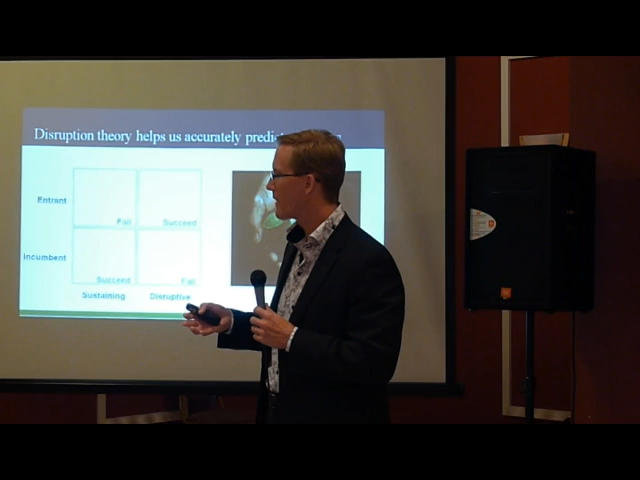 Disruption theory helps us accurately
Entrant
Fail Succeed
Incumbent
Succeed Fail
Sustaining Disruptive